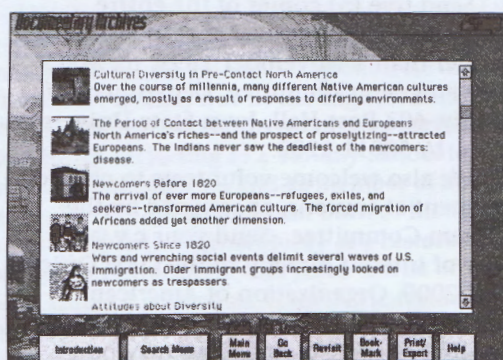 Documentary Archives
Cultural Diversity in Pre-Contact North America
Over the course of millennia, many different Native American cultures
emerged, mostly as a result of responses to differing environments.
The Period of Contact between Native Americans and Europeans
North America's riches--and the prospect of proselytizing--attracted
Europeans. The Indians never saw the deadliest of the newcomers:
disease.
Newcomers Before 1820
The arrival of ever more Europeans--refugees, exiles, and
seekers--transformed American culture. The forced migration of
Africans added yet another dimension.
Newcomers Since 1820
Wars and wrenching social events delimit several waves of U.S.
immigration. Older immigrant groups increasingly looked on
newcomers as trespassers
Attitudes about Diversity
Introduction
Search Menu
Main
Menu
Go
Back
Revisit
Book-
Mark
Print/
Export
Help